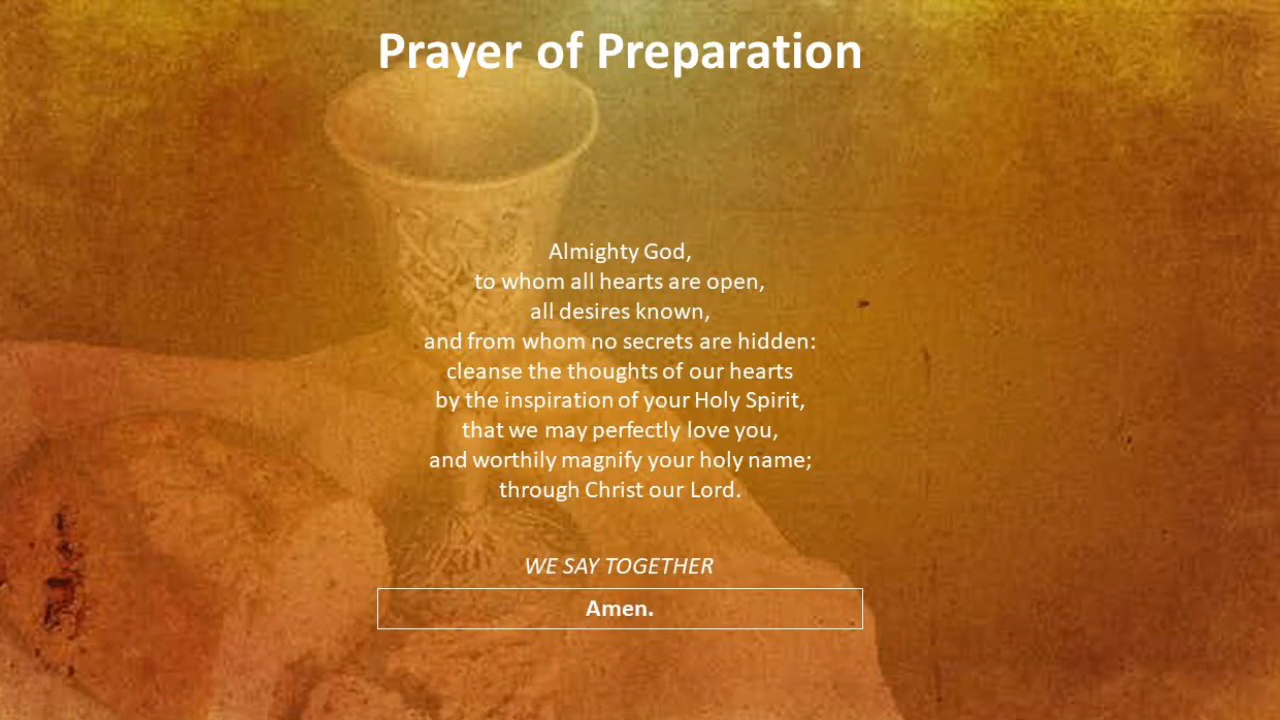 Prayer of Preparation
Almighty God,
to whom all hearts are open,
all desires known,
and from whom no secrets are hidden:
cleanse the thoughts of our hearts
by the inspiration of your Holy Spirit,
that we may perfectly love you,
and worthily magnify your holy name;
through Christ our Lord.
WE SAY TOGETHER
Amen.